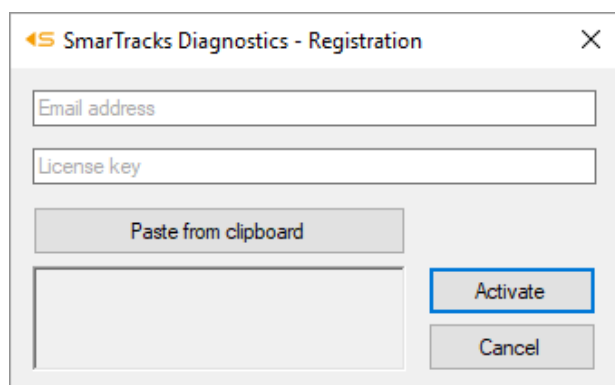 SmarTracks Diagnostics - Registration
Email address
License key
Paste from clipboard
Activate
Cancel